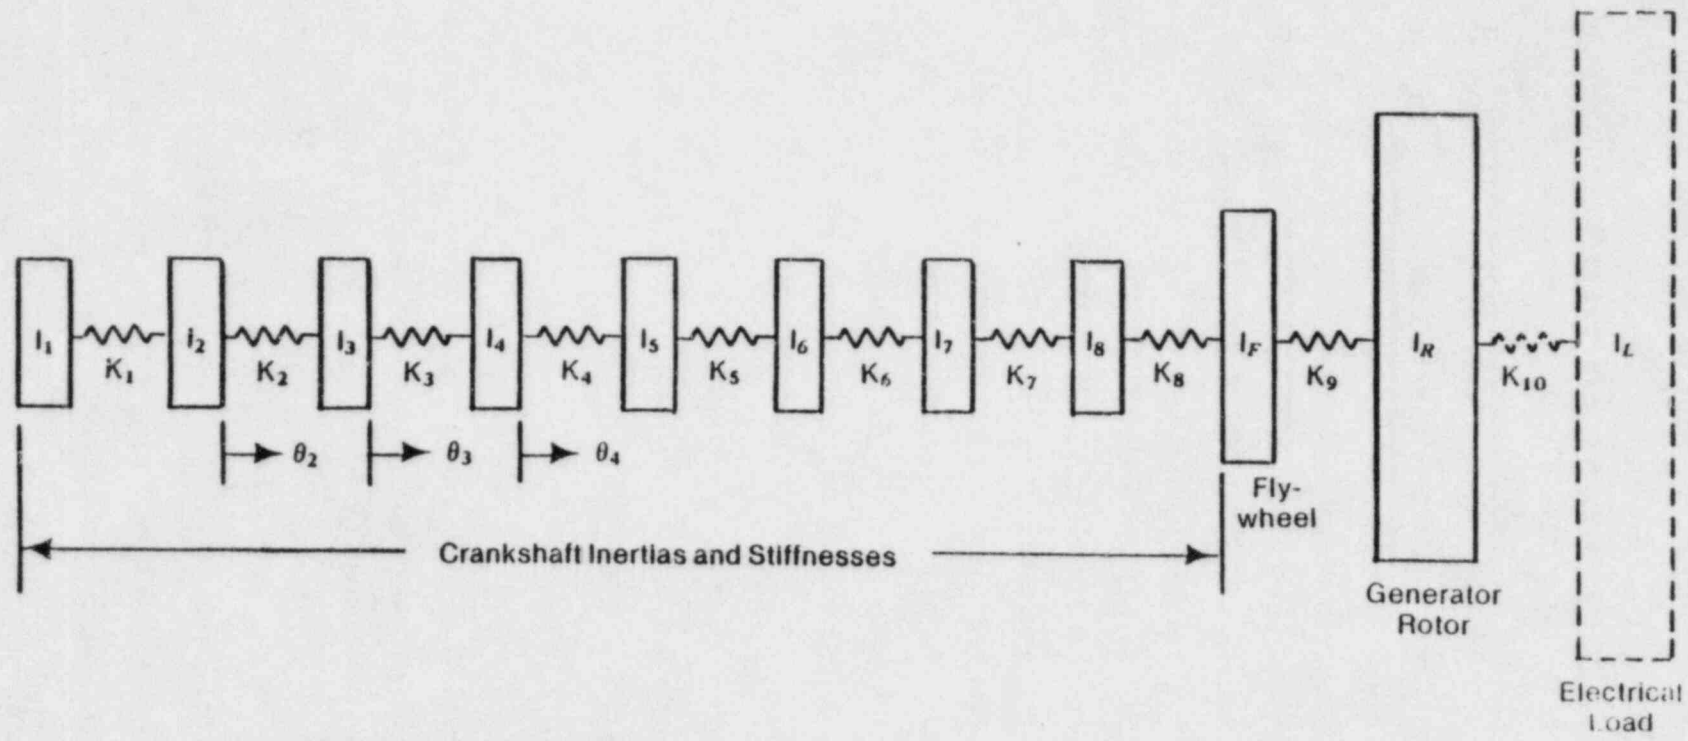 I₁
K₁
I₂
K₂
I₃
K₃
I₄
K₄
I₅
K₅
I₆
K₆
I₇
K₇
I₈
K₈
I_F
K₉
I_R
K₁₀
I_L
θ₂
θ₃
θ₄
Fly-
wheel
Crankshaft Inertias and Stiffnesses
Generator
Rotor
Electrical
Load